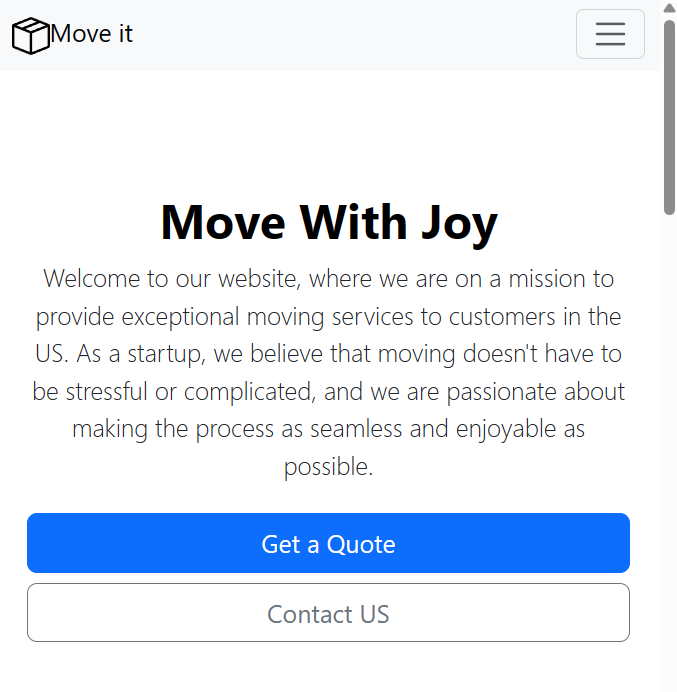 Move it
Move With Joy
Welcome to our website, where we are on a mission to
provide exceptional moving services to customers in the
US. As a startup, we believe that moving doesn't have to
be stressful or complicated, and we are passionate about
making the process as seamless and enjoyable as
possible.
Get a Quote
Contact US